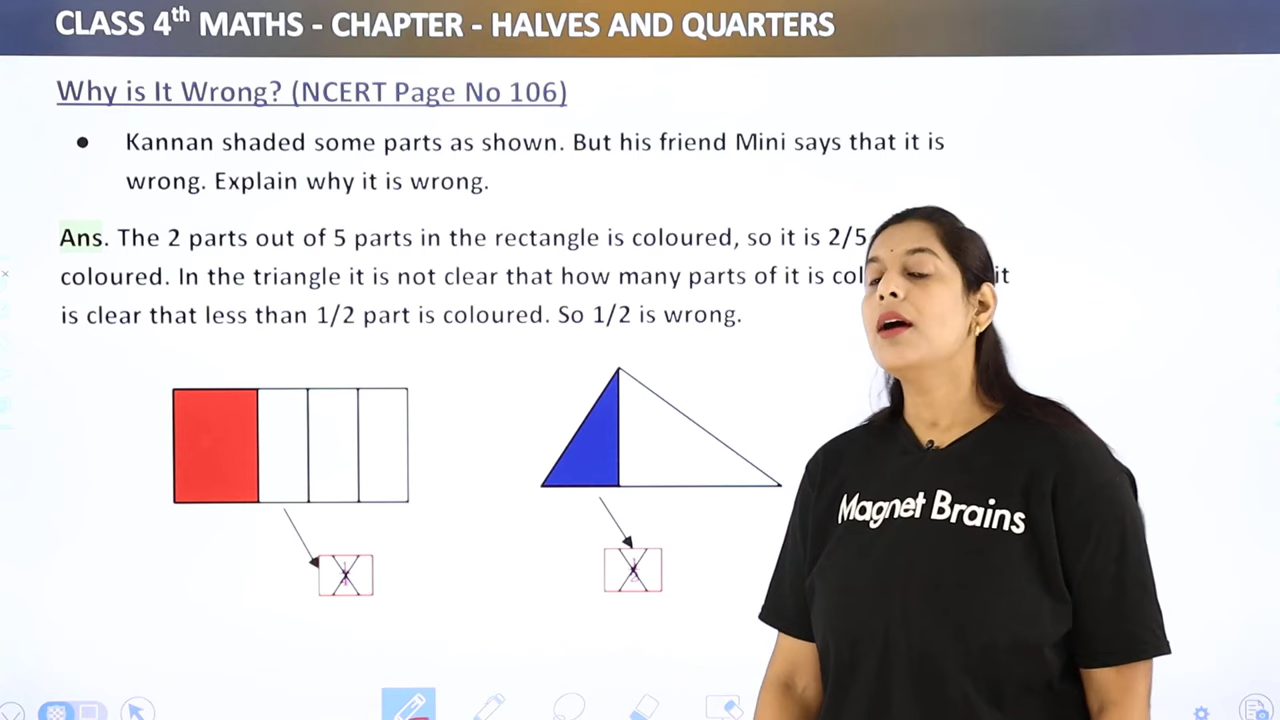 CLASS 4th MATHS - CHAPTER - HALVES AND QUARTERS
Why is It Wrong? (NCERT Page No 106)
• Kannan shaded some parts as shown. But his friend Mini says that it is
wrong. Explain why it is wrong.
Ans. The 2 parts out of 5 parts in the rectangle is coloured, so it is 2/5
coloured. In the triangle it is not clear that how many parts of it is it
is clear that less than 1/2 part is coloured. So 1/2 is wrong.
Magnet Brains